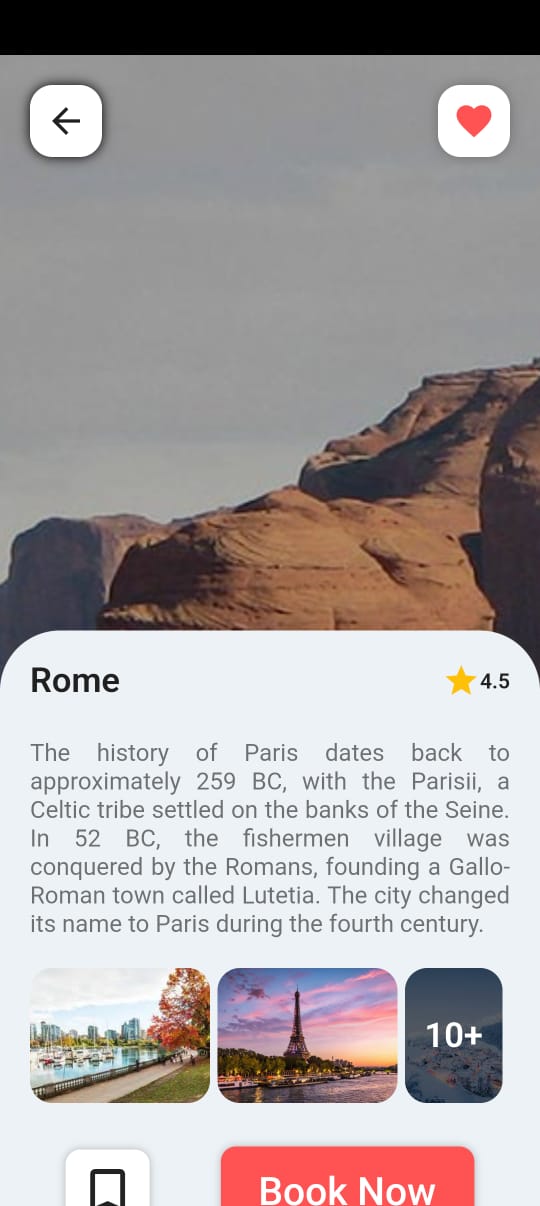 Rome
4.5
The history of Paris dates back to
approximately 259 BC, with the Parisii, a
Celtic tribe settled on the banks of the Seine.
In 52 BC, the fishermen village was
conquered by the Romans, founding a Gallo-
Roman town called Lutetia. The city changed
its name to Paris during the fourth century.
10+
Book Now